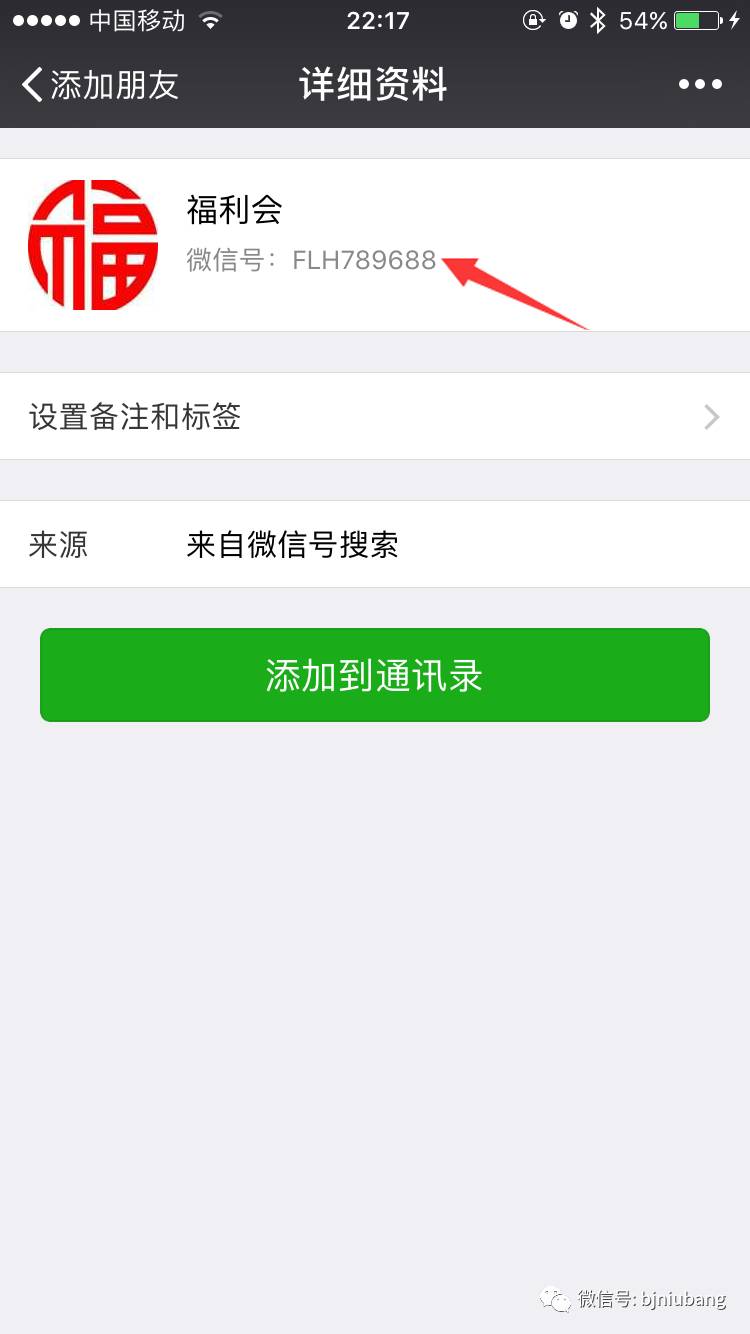 中国移动 22:17 54%
添加朋友 详细资料
福
福利会
微信号：FLH789688
设置备注和标签
来源 来自微信号搜索
添加到通讯录
微信号: bjniubang